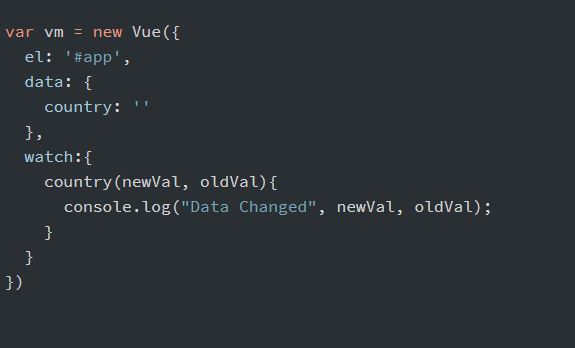 var vm = new Vue({
  el: '#app',
  data: {
    country: ''
  },
  watch:{
    country(newVal, oldVal){
      console.log("Data Changed", newVal, oldVal);
    }
  }
})